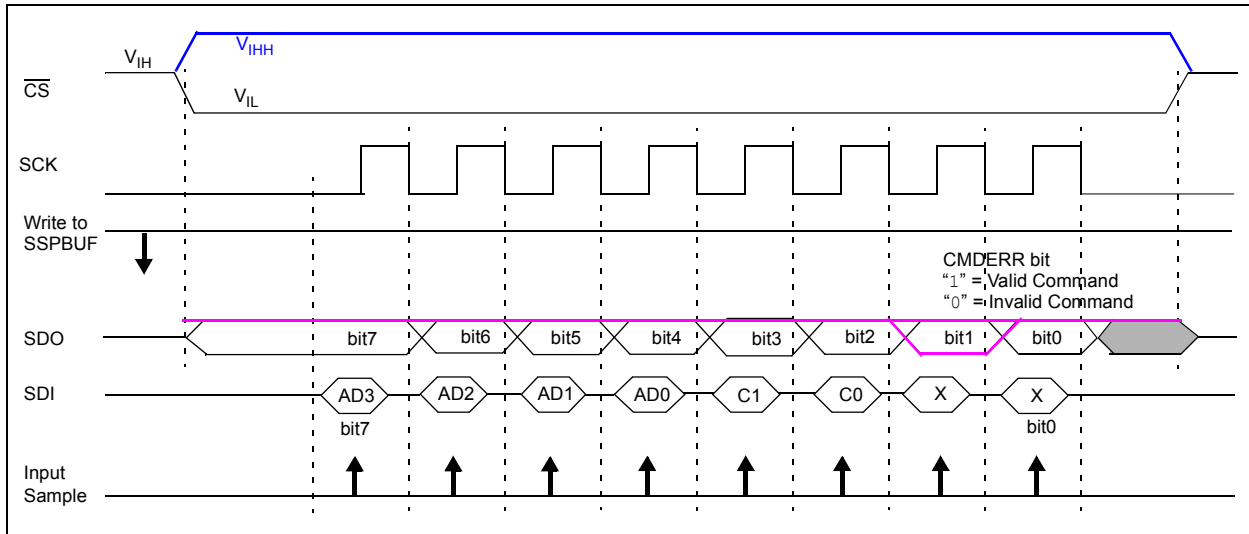 V_IH
V_IHH
CS
V_IL
SCK
Write to
SSPBUF
CMDERR bit
“1” = Valid Command
“0” = Invalid Command
SDO bit7 bit6 bit5 bit4 bit3 bit2 bit1 bit0
SDI AD3 AD2 AD1 AD0 C1 C0 X X
bit7 bit0
Input
Sample